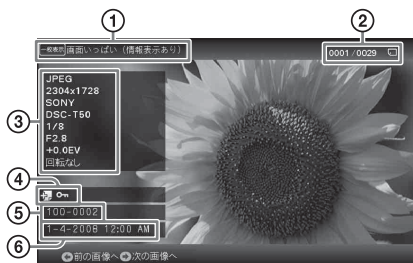 ①
②
一般表示 画面いっぱい（情報表示あり）
0001/0029
③
JPEG
2304x1728
SONY
DSC-T50
1/8
F2.8
+0.0EV
回転なし
④
⑤
100-0002
⑥
1-4-2008 12:00 AM
前の画像へ 次の画像へ